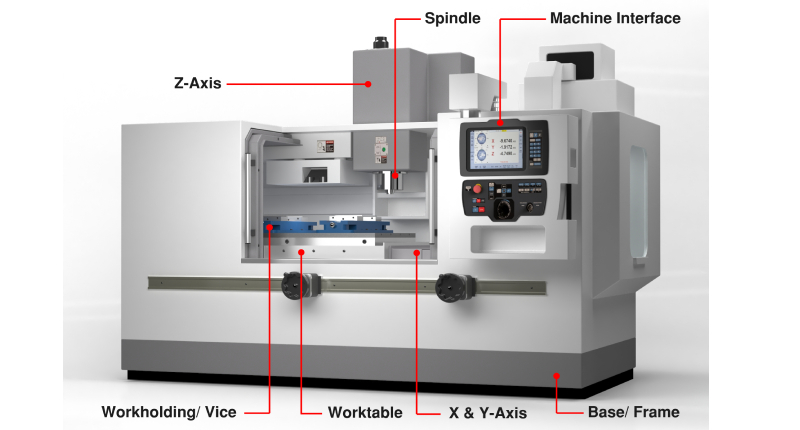 Spindle
Machine Interface
Z-Axis
X
Y
Z
Workholding/ Vice
Worktable
X & Y-Axis
Base/ Frame